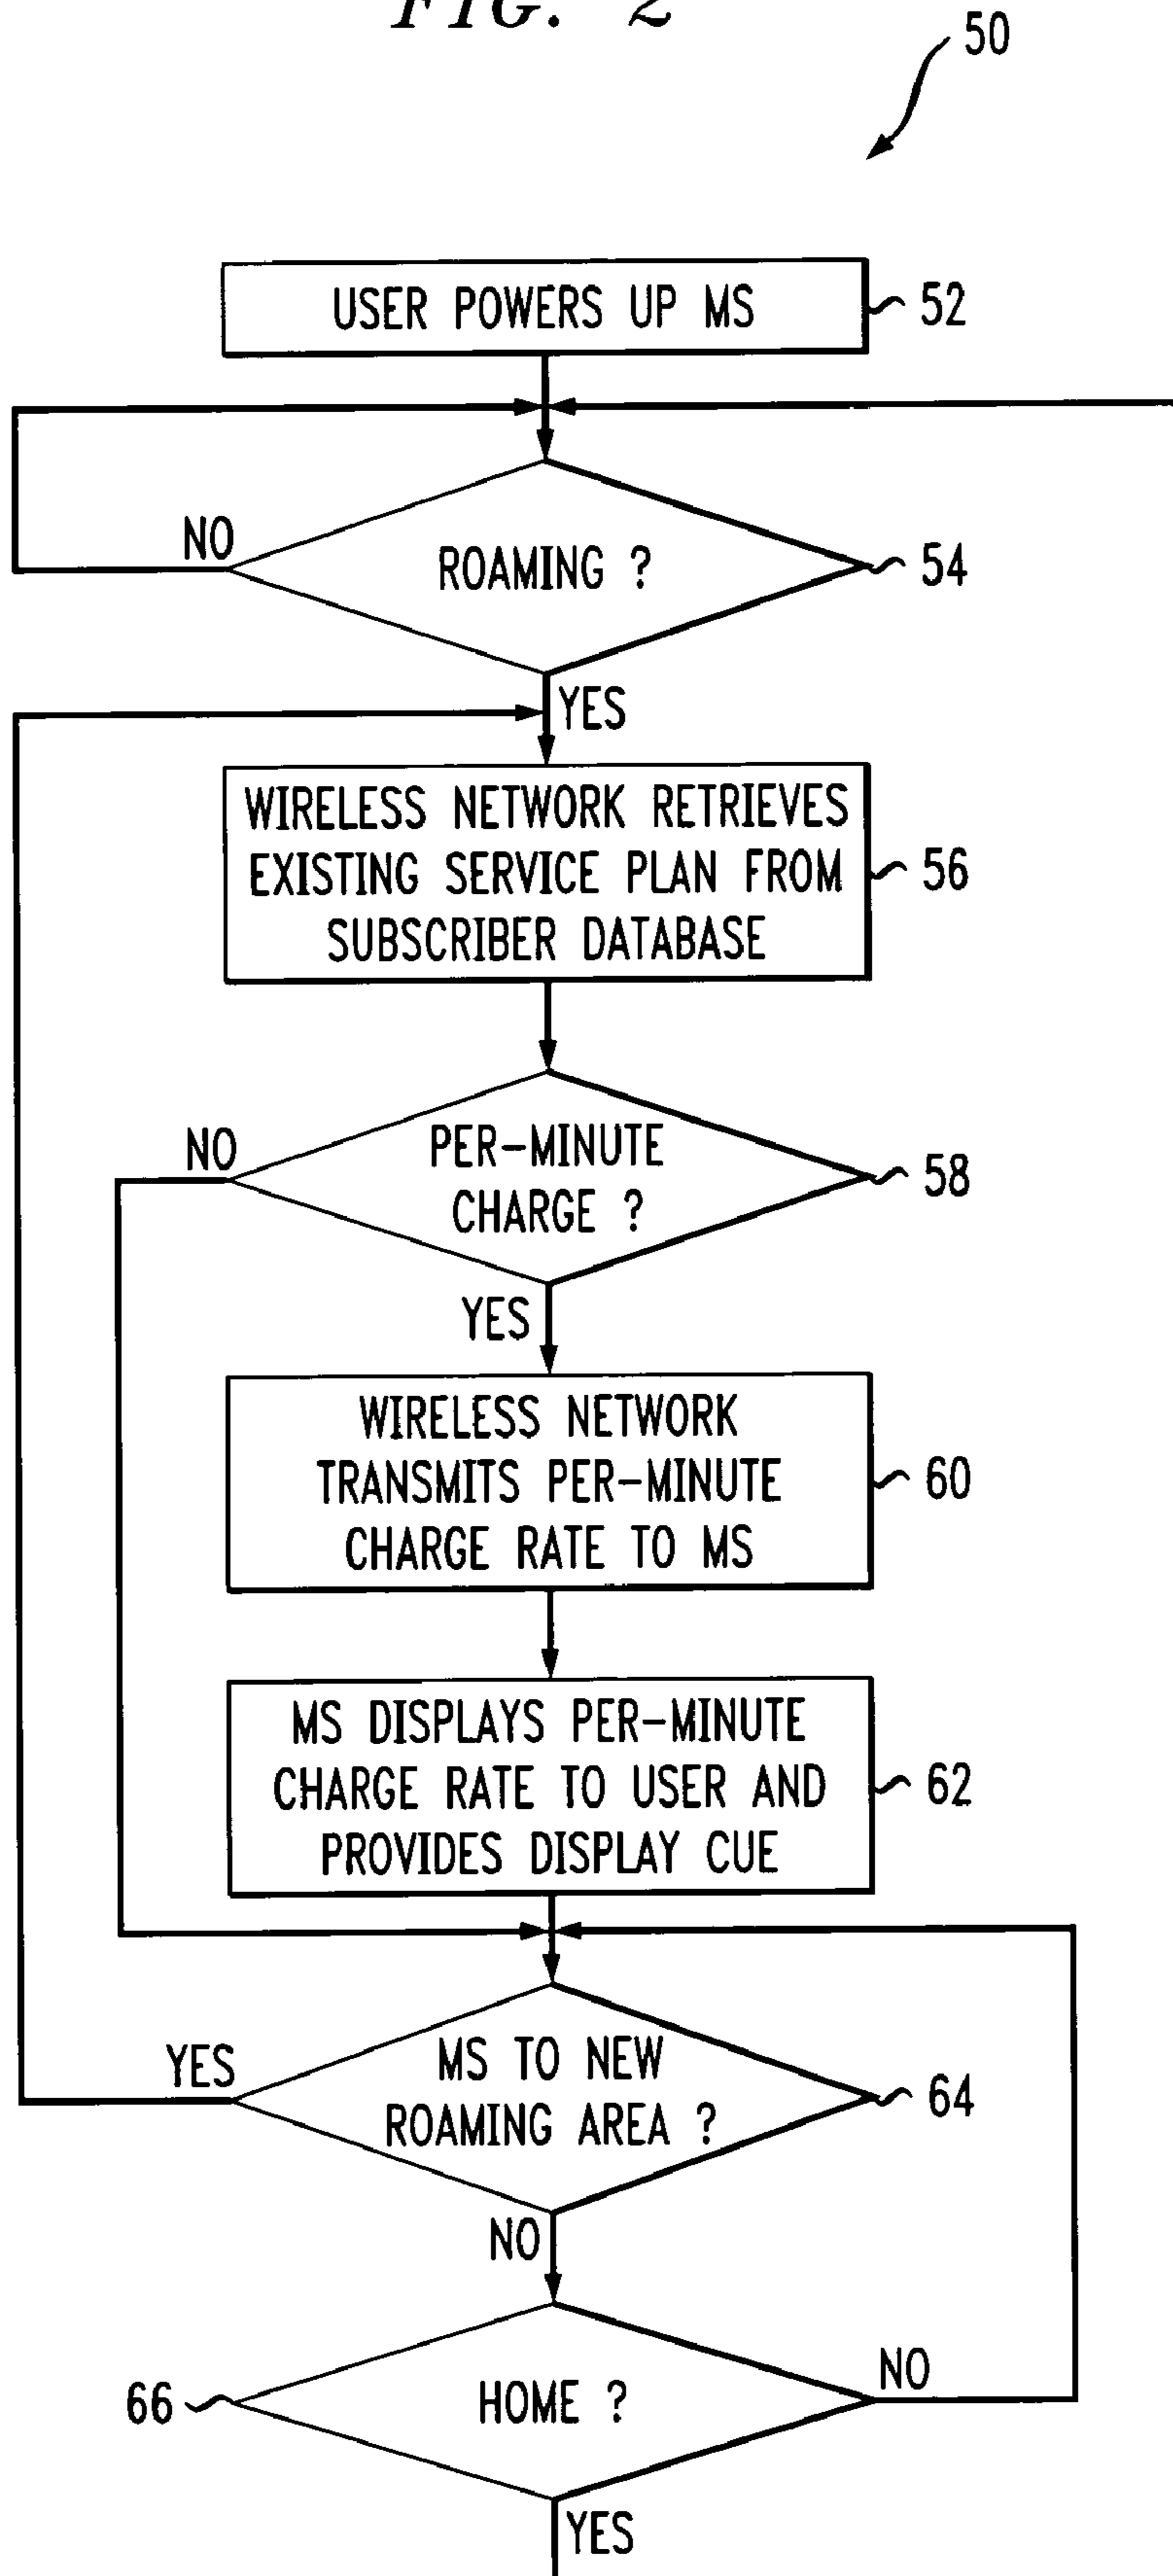 FIG. 2
50
USER POWERS UP MS
52
NO
ROAMING ?
54
YES
WIRELESS NETWORK RETRIEVES
EXISTING SERVICE PLAN FROM
SUBSCRIBER DATABASE
56
NO
PER-MINUTE
CHARGE ?
58
YES
WIRELESS NETWORK
TRANSMITS PER-MINUTE
CHARGE RATE TO MS
60
MS DISPLAYS PER-MINUTE
CHARGE RATE TO USER AND
PROVIDES DISPLAY CUE
62
YES
MS TO NEW
ROAMING AREA ?
64
NO
66
HOME ?
NO
YES